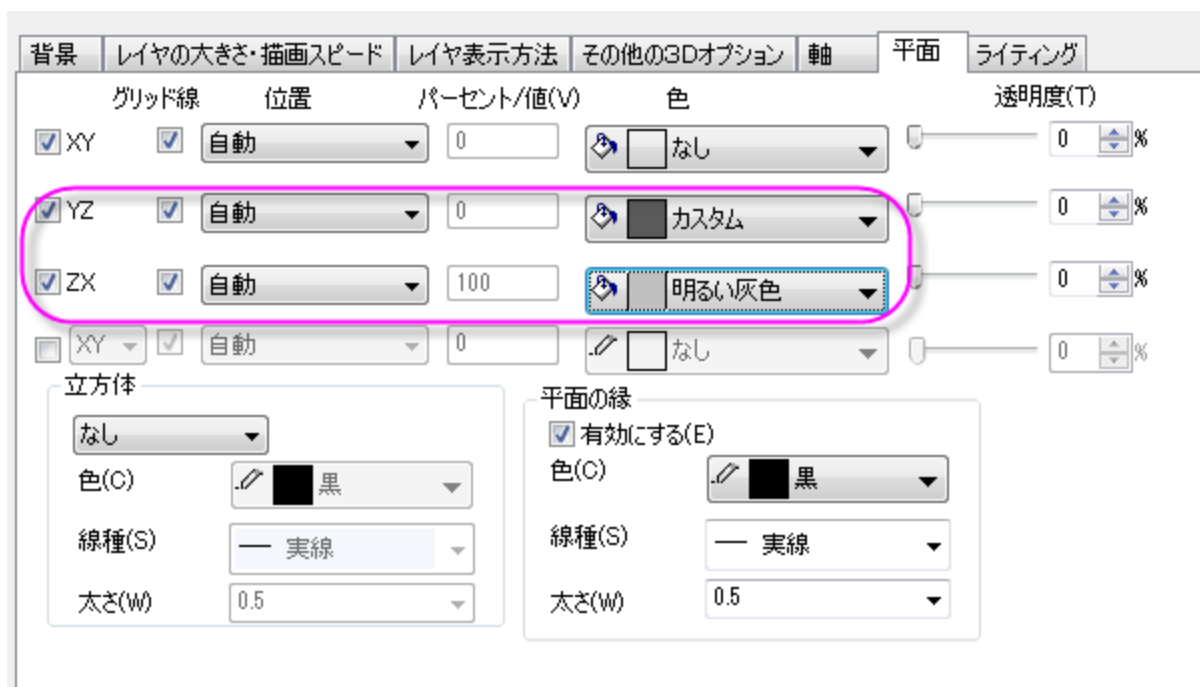 背景 レイヤの大きさ・描画スピード レイヤ表示方法 その他の3Dオプション 軸 平面 ライティング
グリッド線 位置 パーセント/値(V) 色 透明度(T)
XY 自動 0 なし 0 %
YZ 自動 0 カスタム 0 %
ZX 自動 100 明るい灰色 0 %
XY 自動 0 なし 0 %
立方体
なし
色(C) 黒
線種(S) 実線
太さ(W) 0.5
平面の縁
有効にする(E)
色(C) 黒
線種(S) 実線
太さ(W) 0.5